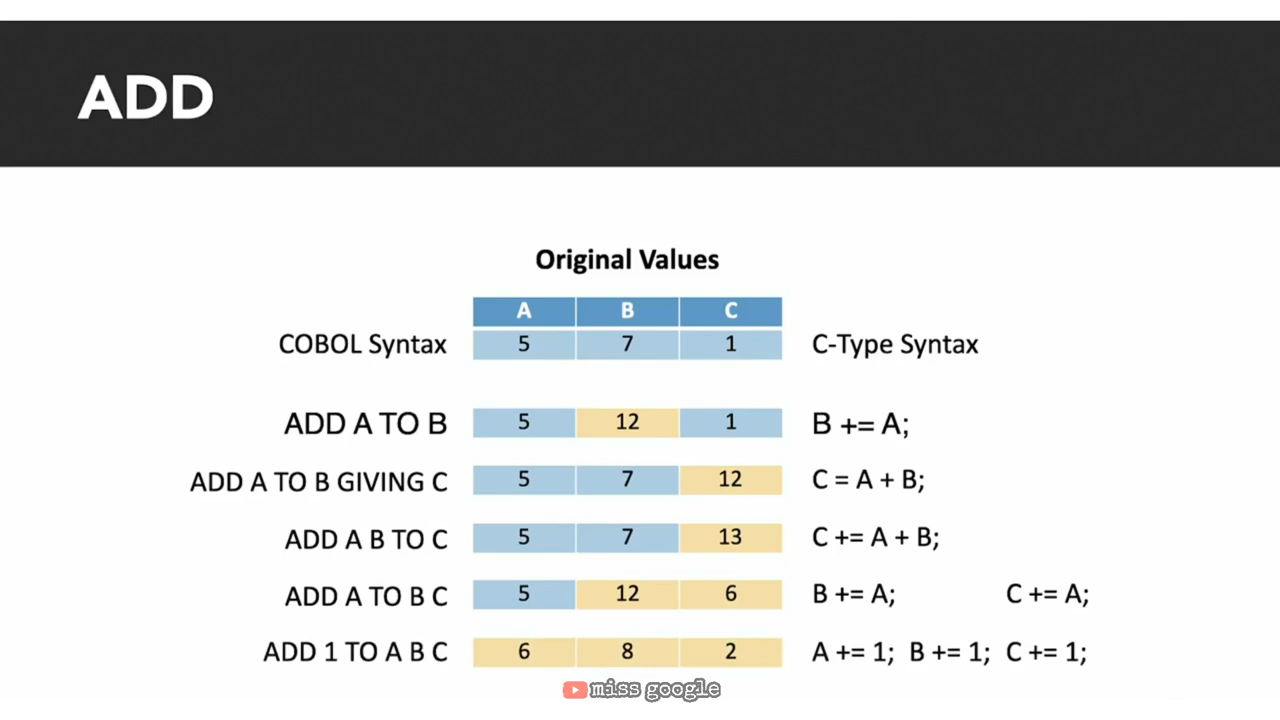 ADD
Original Values
A B C
COBOL Syntax 5 7 1 C-Type Syntax
ADD A TO B 5 12 1 B += A;
ADD A TO B GIVING C 5 7 12 C = A + B;
ADD A B TO C 5 7 13 C += A + B;
ADD A TO B C 5 12 6 B += A; C += A;
ADD 1 TO A B C 6 8 2 A += 1; B += 1; C += 1;
miss google